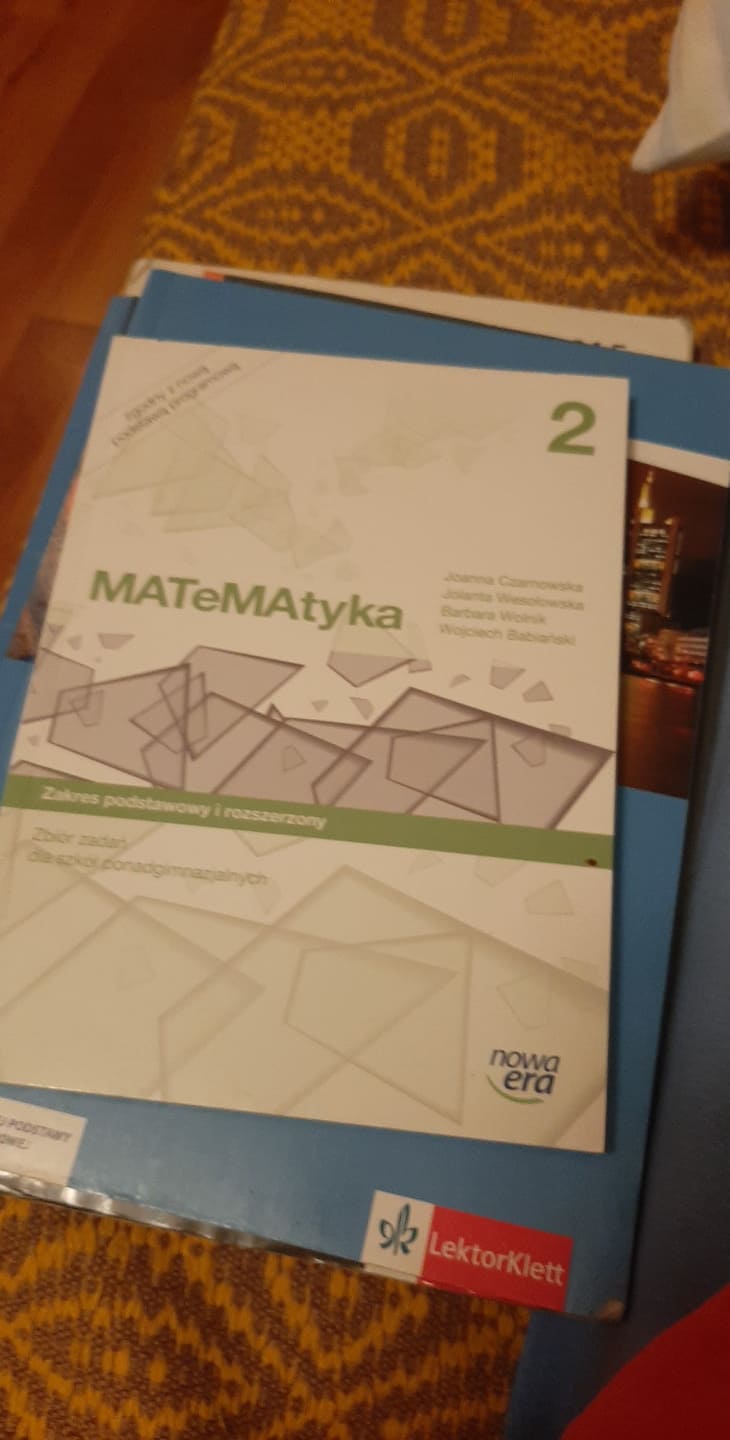 zgodny z nową
podstawą programową
2
MATeMAtyka
Joanna Czarnowska
Jolanta Wesołowska
Barbara Wolnik
Wojciech Babiański
Zakres podstawowy i rozszerzony
Zbiór zadań
dla szkół ponadgimnazjalnych
nowa
era
PODSTAWY
LektorKlett